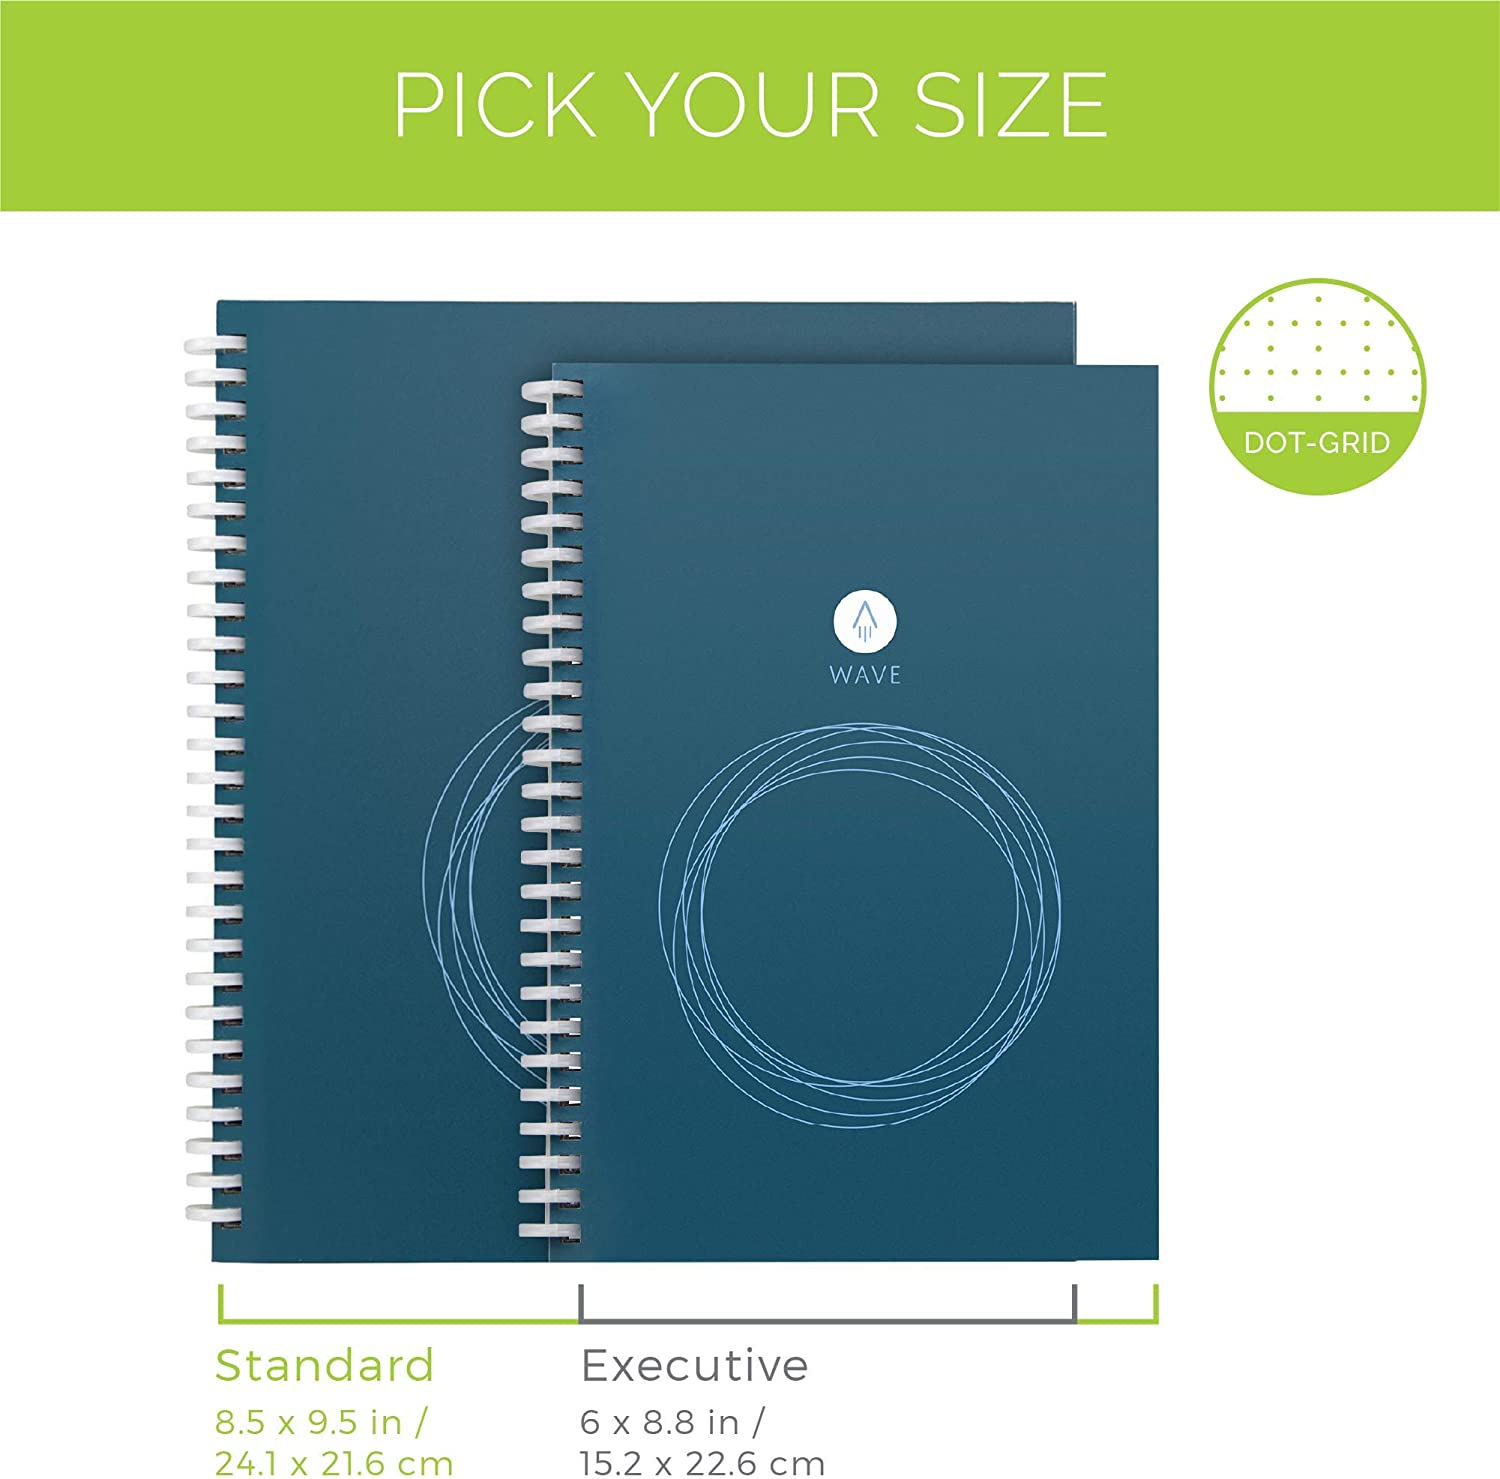 PICK YOUR SIZE
DOT-GRID
WAVE
Standard
8.5 x 9.5 in /
24.1 x 21.6 cm
Executive
6 x 8.8 in /
15.2 x 22.6 cm